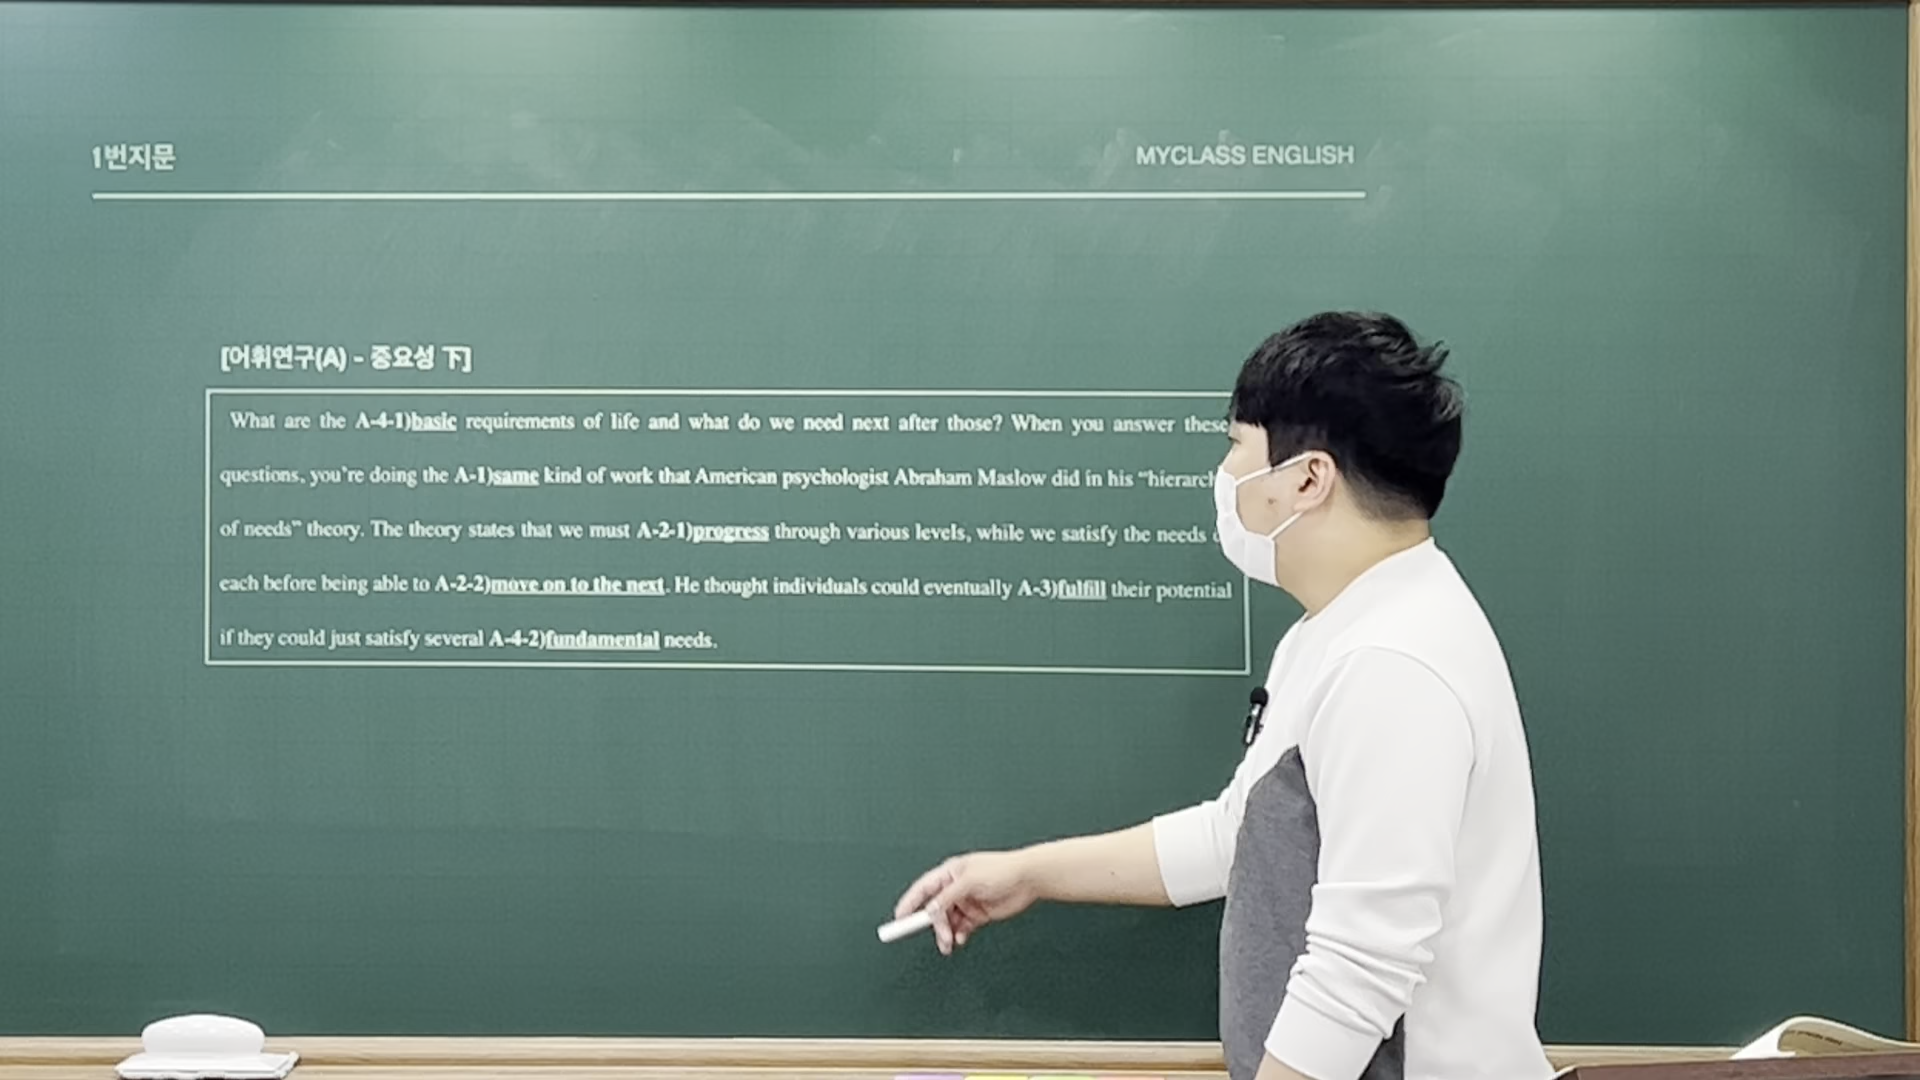 1번지문
MYCLASS ENGLISH
[어휘연구(A) - 중요성 下]
What are the A-4-1)basic requirements of life and what do we need next after those? When you answer these
questions, you're doing the A-1)same kind of work that American psychologist Abraham Maslow did in his "hierarch
of needs" theory. The theory states that we must A-2-1)progress through various levels, while we satisfy the needs
each before being able to A-2-2)move on to the next. He thought individuals could eventually A-3)fulfill their potential
if they could just satisfy several A-4-2)fundamental needs.